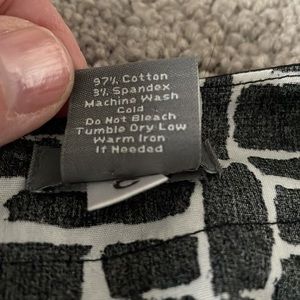 97% Cotton
3% Spandex
Machine Wash
Cold
Do Not Bleach
Tumble Dry Low
Warm Iron
If Needed